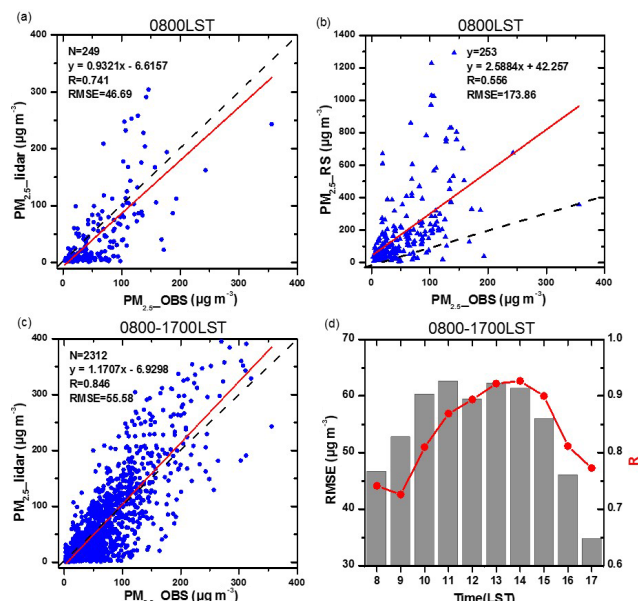 (a)
0800LST
N=249
y = 0.9321x - 6.6157
R=0.741
RMSE=46.69
PM2.5_lidar (μg m-3)
400
300
200
100
0
0 100 200 300 400
PM2.5_OBS (μg m-3)
(b)
0800LST
y=253
y = 2.5884x + 42.257
R=0.556
RMSE=173.86
PM2.5_RS (μg m-3)
1400
1200
1000
800
600
400
200
0
0 100 200 300 400
PM2.5_OBS (μg m-3)
(c)
0800-1700LST
N=2312
y = 1.1707x - 6.9298
R=0.846
RMSE=55.58
PM2.5_lidar (μg m-3)
400
300
200
100
0
0 100 200 300 400
OBS (μg m-3)
(d)
0800-1700LST
RMSE (μg m-3)
70
60
50
40
30
1.0
0.9
0.8
0.7
0.6
R
8 9 10 11 12 13 14 15 16 17
Time(LST)